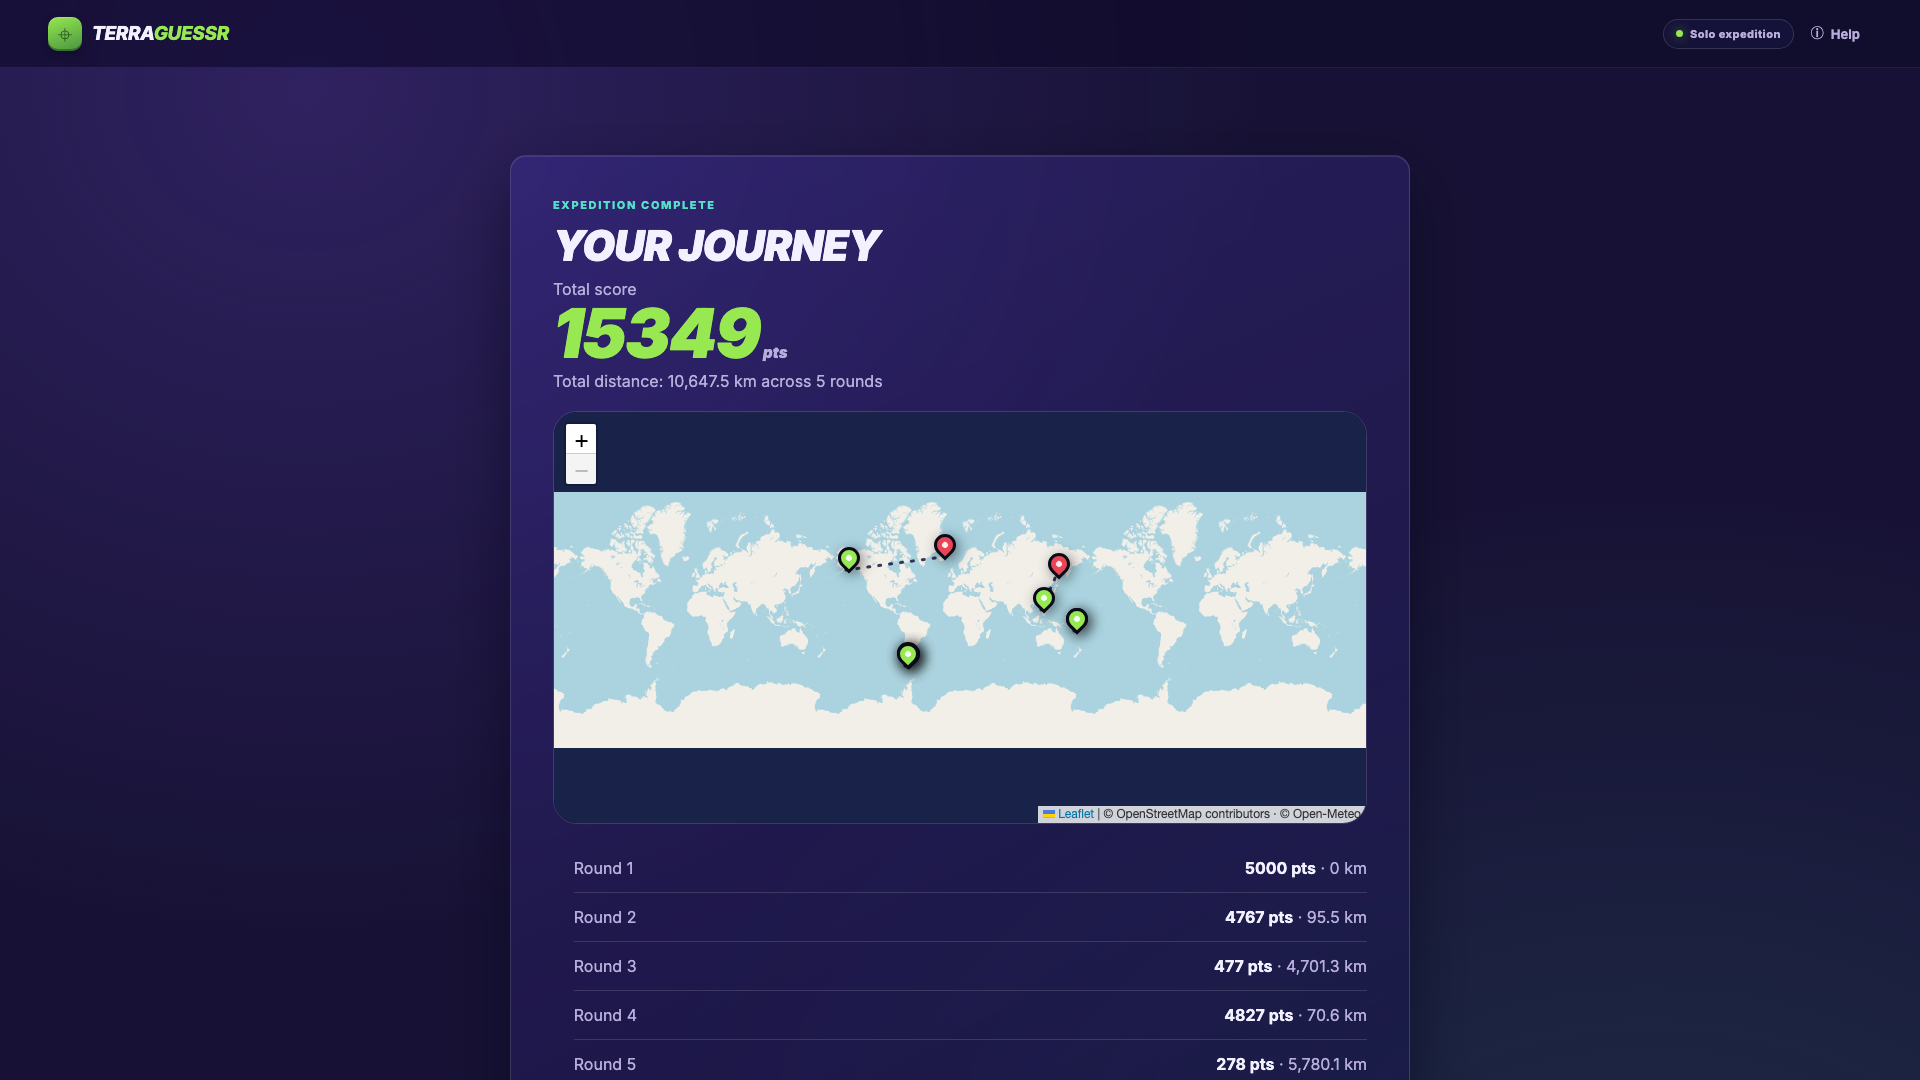 TERRAGUESSR
Solo expedition
Help
EXPEDITION COMPLETE
YOUR JOURNEY
Total score
15349 pts
Total distance: 10,647.5 km across 5 rounds
+
−
Leaflet | © OpenStreetMap contributors · © Open-Meteo
Round 1 5000 pts · 0 km
Round 2 4767 pts · 95.5 km
Round 3 477 pts · 4,701.3 km
Round 4 4827 pts · 70.6 km
Round 5 278 pts · 5,780.1 km